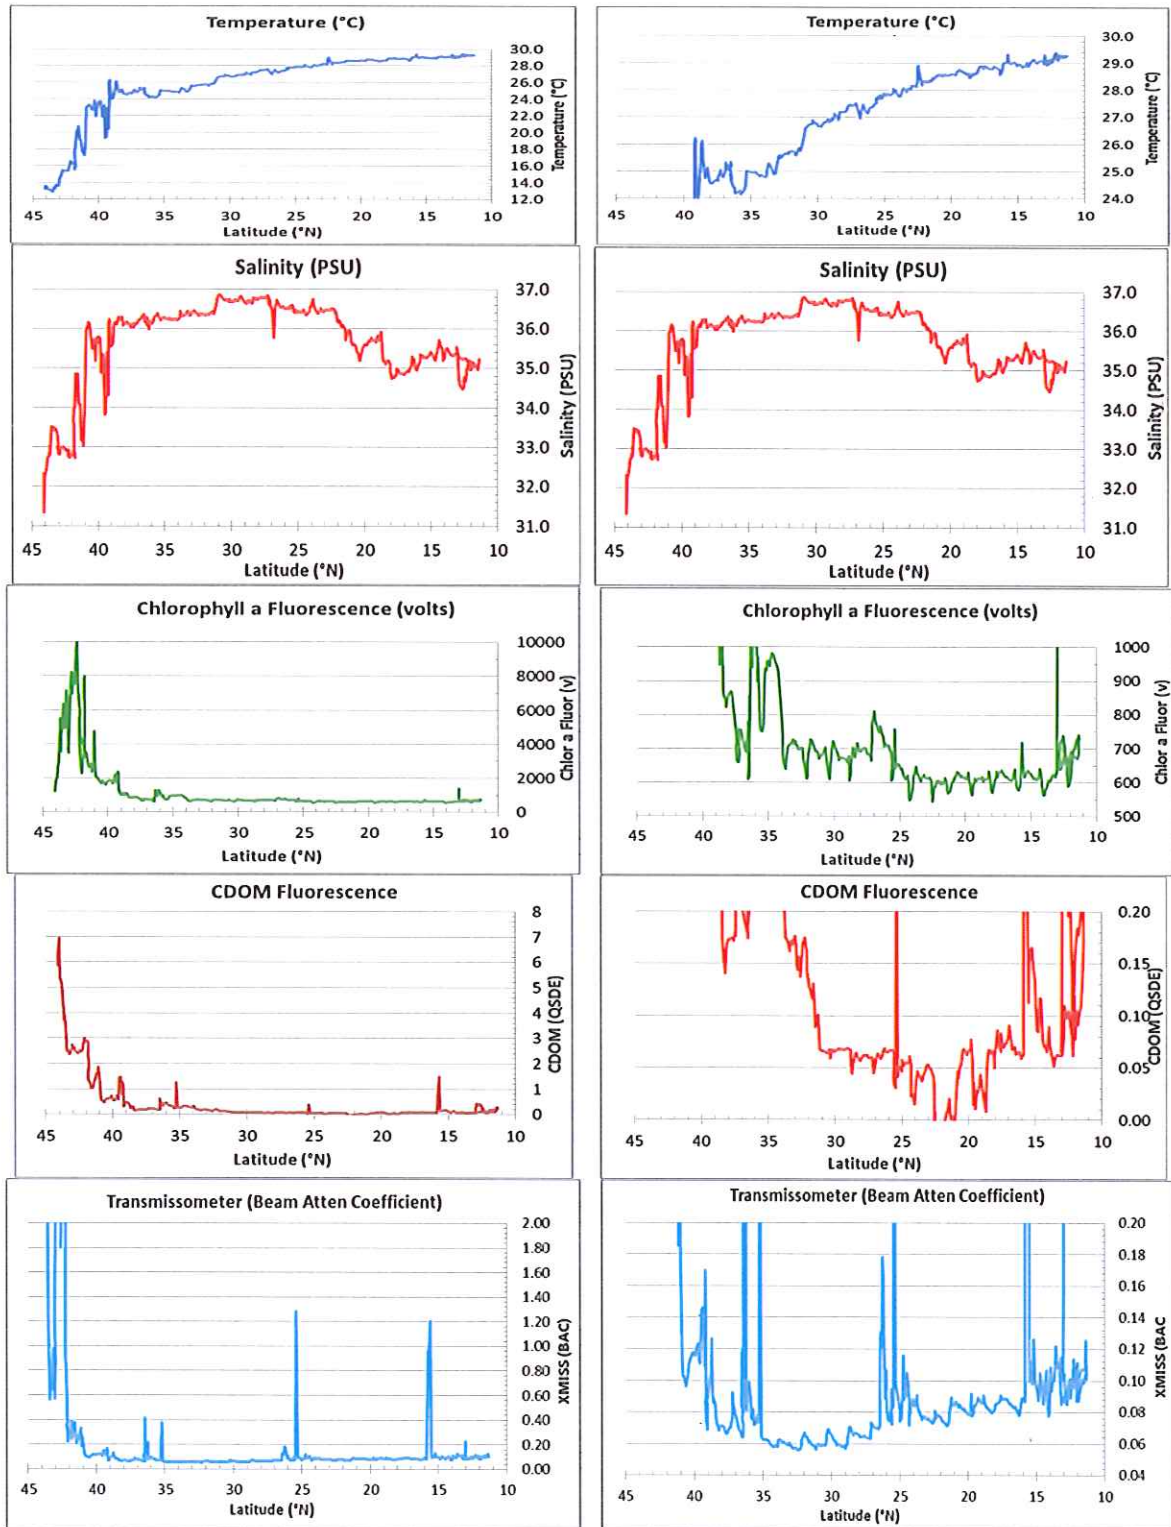 Temperature (°C)
30.0
28.0
26.0
24.0
22.0
20.0
18.0
16.0
14.0
12.0
Temperature (°C)
45 40 35 30 25 20 15 10
Latitude (°N)
Temperature (°C)
30.0
29.0
28.0
27.0
26.0
25.0
24.0
Temperature (°C)
45 40 35 30 25 20 15 10
Latitude (°N)
Salinity (PSU)
37.0
36.0
35.0
34.0
33.0
32.0
31.0
Salinity (PSU)
45 40 35 30 25 20 15 10
Latitude (°N)
Salinity (PSU)
37.0
36.0
35.0
34.0
33.0
32.0
31.0
Salinity (PSU)
45 40 35 30 25 20 15 10
Latitude (°N)
Chlorophyll a Fluorescence (volts)
10000
8000
6000
4000
2000
0
Chlor a Fluor (v)
45 40 35 30 25 20 15 10
Latitude (°N)
Chlorophyll a Fluorescence (volts)
1000
900
800
700
600
500
Chlor a Fluor (v)
45 40 35 30 25 20 15 10
Latitude (°N)
CDOM Fluorescence
8
7
6
5
4
3
2
1
0
CDOM (QSDE)
45 40 35 30 25 20 15 10
Latitude (°N)
CDOM Fluorescence
0.20
0.15
0.10
0.05
0.00
CDOM (QSDE)
45 40 35 30 25 20 15 10
Latitude (°N)
Transmissometer (Beam Atten Coefficient)
2.00
1.80
1.60
1.40
1.20
1.00
0.80
0.60
0.40
0.20
0.00
XMISS (BAC)
45 40 35 30 25 20 15 10
Latitude (°N)
Transmissometer (Beam Atten Coefficient)
0.20
0.18
0.16
0.14
0.12
0.10
0.08
0.06
0.04
XMISS (BAC
45 40 35 30 25 20 15 10
Latitude (°N)